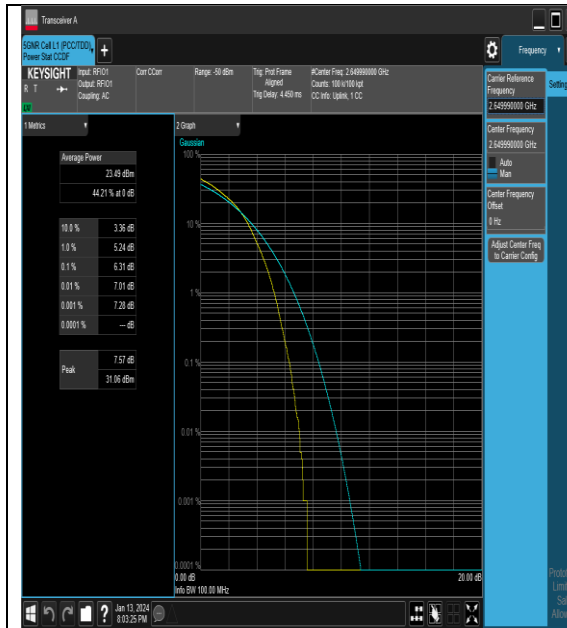 Transceiver A
5GNR Cell L1 (PCC/TDD)
Power Stat CCDF
Frequency
KEYSIGHT
R T
Input: RFIO1
Output: RFIO1
Coupling: AC
Corr CCorr
Range: -50 dBm
Trig: Prot Frame
Aligned
Trig Delay: 4.450 ms
#Center Freq: 2.649990000 GHz
Counts: 100 k/100 kpt
CC Info: Uplink, 1 CC
Carrier Reference
Frequency
2.649990000 GHz
Setting
Center Frequency
2.649990000 GHz
Auto
Man
Center Frequency
Offset
0 Hz
Adjust Center Freq
to Carrier Config
1 Metrics
Average Power
23.49 dBm
44.21 % at 0 dB
10.0 % 3.36 dB
1.0 % 5.24 dB
0.1 % 6.31 dB
0.01 % 7.01 dB
0.001 % 7.28 dB
0.0001 % --- dB
Peak
7.57 dB
31.06 dBm
2 Graph
Gaussian
100 %
10 %
1 %
0.1 %
0.01 %
0.001 %
0.0001 %
0.00 dB 20.00 dB
Info BW 100.00 MHz
Proto
Limit
Sa
Allow
?
Jan 13, 2024
8:03:25 PM